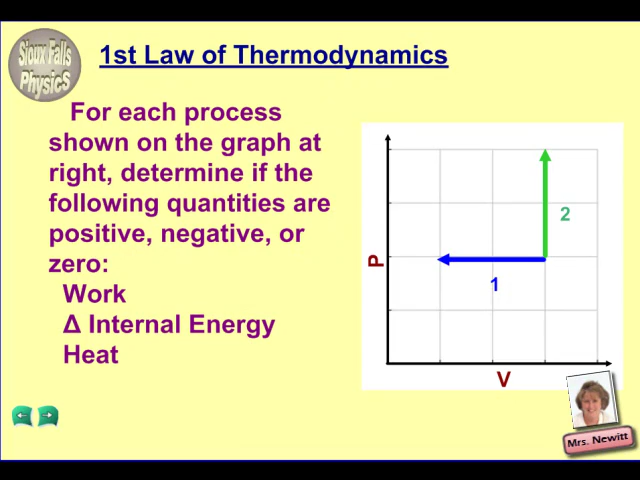 Sioux Falls
Physics
1st Law of Thermodynamics
For each process
shown on the graph at
right, determine if the
following quantities are
positive, negative, or
zero:
Work
Δ Internal Energy
Heat
P
2
1
V
Mrs. Newitt